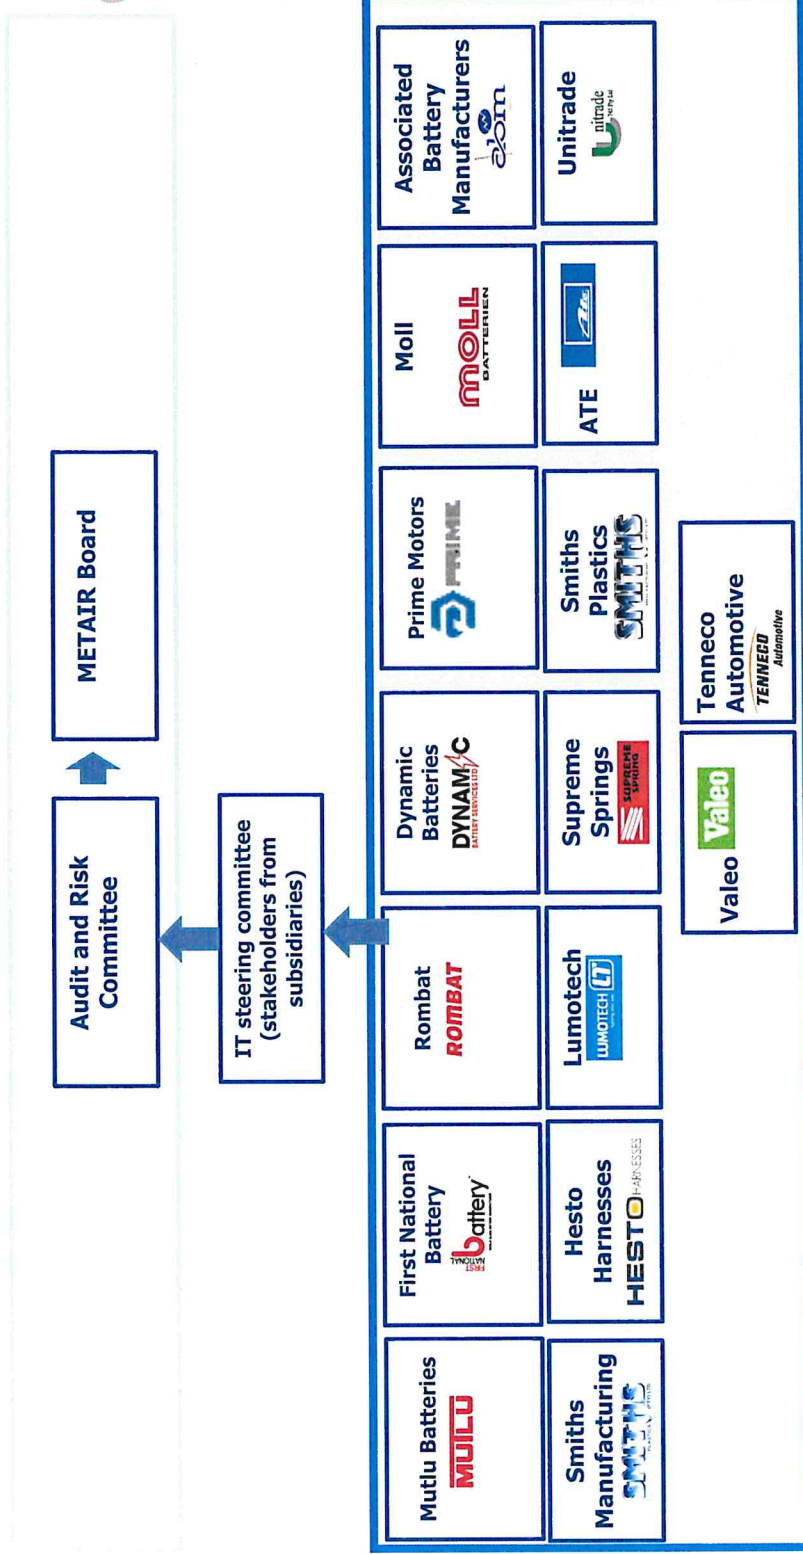 Audit and Risk
Committee
METAIR Board
IT steering committee
(stakeholders from
subsidiaries)
Mutlu Batteries
MUTLU
First National
Battery
FIRST
NATIONAL
battery
Rombat
ROMBAT
Dynamic
Batteries
DYNAMIC
BATTERY SERVICES LTD
Prime Motors
PRIME
Moll
MOLL
BATTERIEN
Associated
Battery
Manufacturers
abm
Smiths
Manufacturing
SMITHS
Hesto
Harnesses
HESTO HARNESSES
Lumotech
LUMOTECH LT
Supreme
Springs
SUPREME
SPRING
Smiths
Plastics
SMITHS
ATE
Ate
Unitrade
Unitrade
Valeo
Valeo
Tenneco
Automotive
TENNECO
Automotive